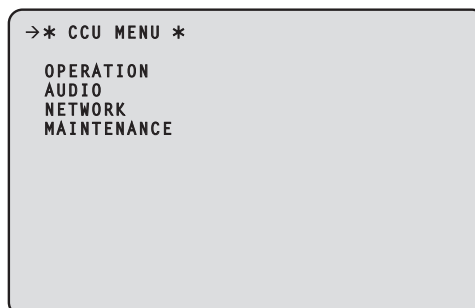 →* CCU MENU *
OPERATION
AUDIO
NETWORK
MAINTENANCE